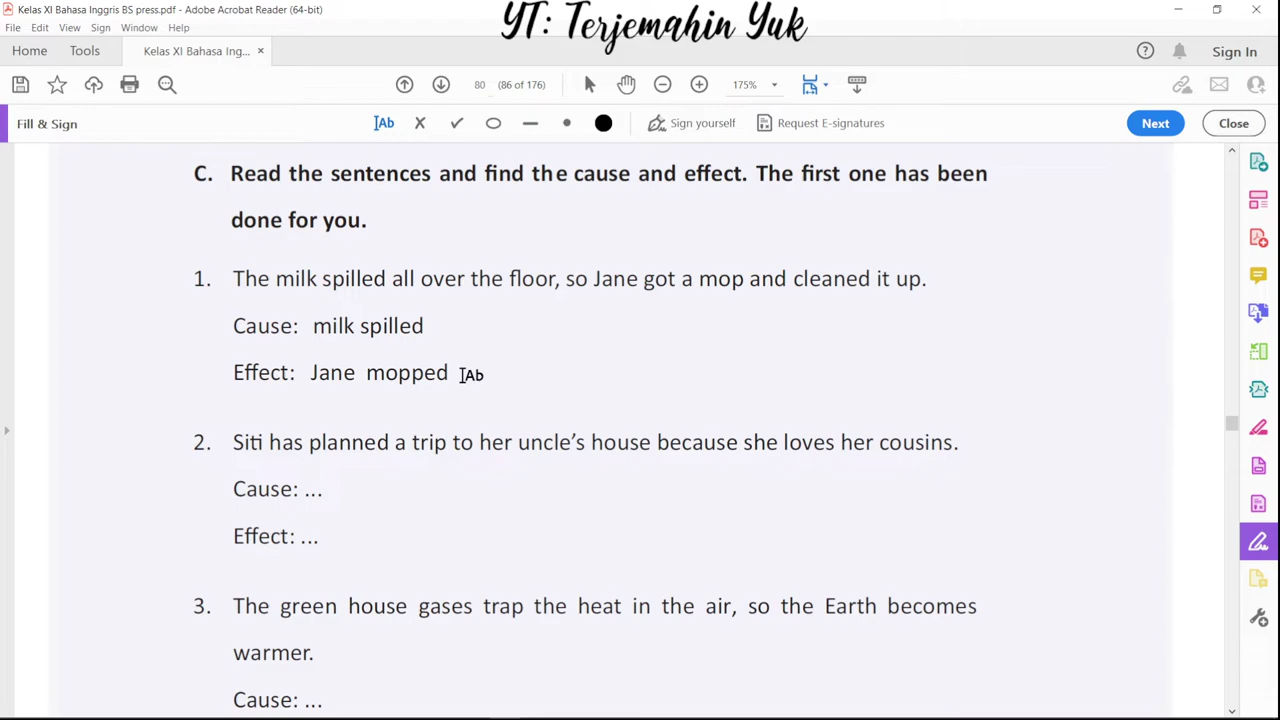 Kelas XI Bahasa Inggris BS press.pdf - Adobe Acrobat Reader (64-bit)
YT: Terjemahin Yuk
File Edit View Sign Window Help
Home Tools Kelas XI Bahasa Ing... × Sign In
80 (86 of 176) 175%
Fill & Sign IAb Sign yourself Request E-signatures Next Close
C. Read the sentences and find the cause and effect. The first one has been
done for you.
1. The milk spilled all over the floor, so Jane got a mop and cleaned it up.
Cause: milk spilled
Effect: Jane mopped IAb
2. Siti has planned a trip to her uncle’s house because she loves her cousins.
Cause: ...
Effect: ...
3. The green house gases trap the heat in the air, so the Earth becomes
warmer.
Cause: ...